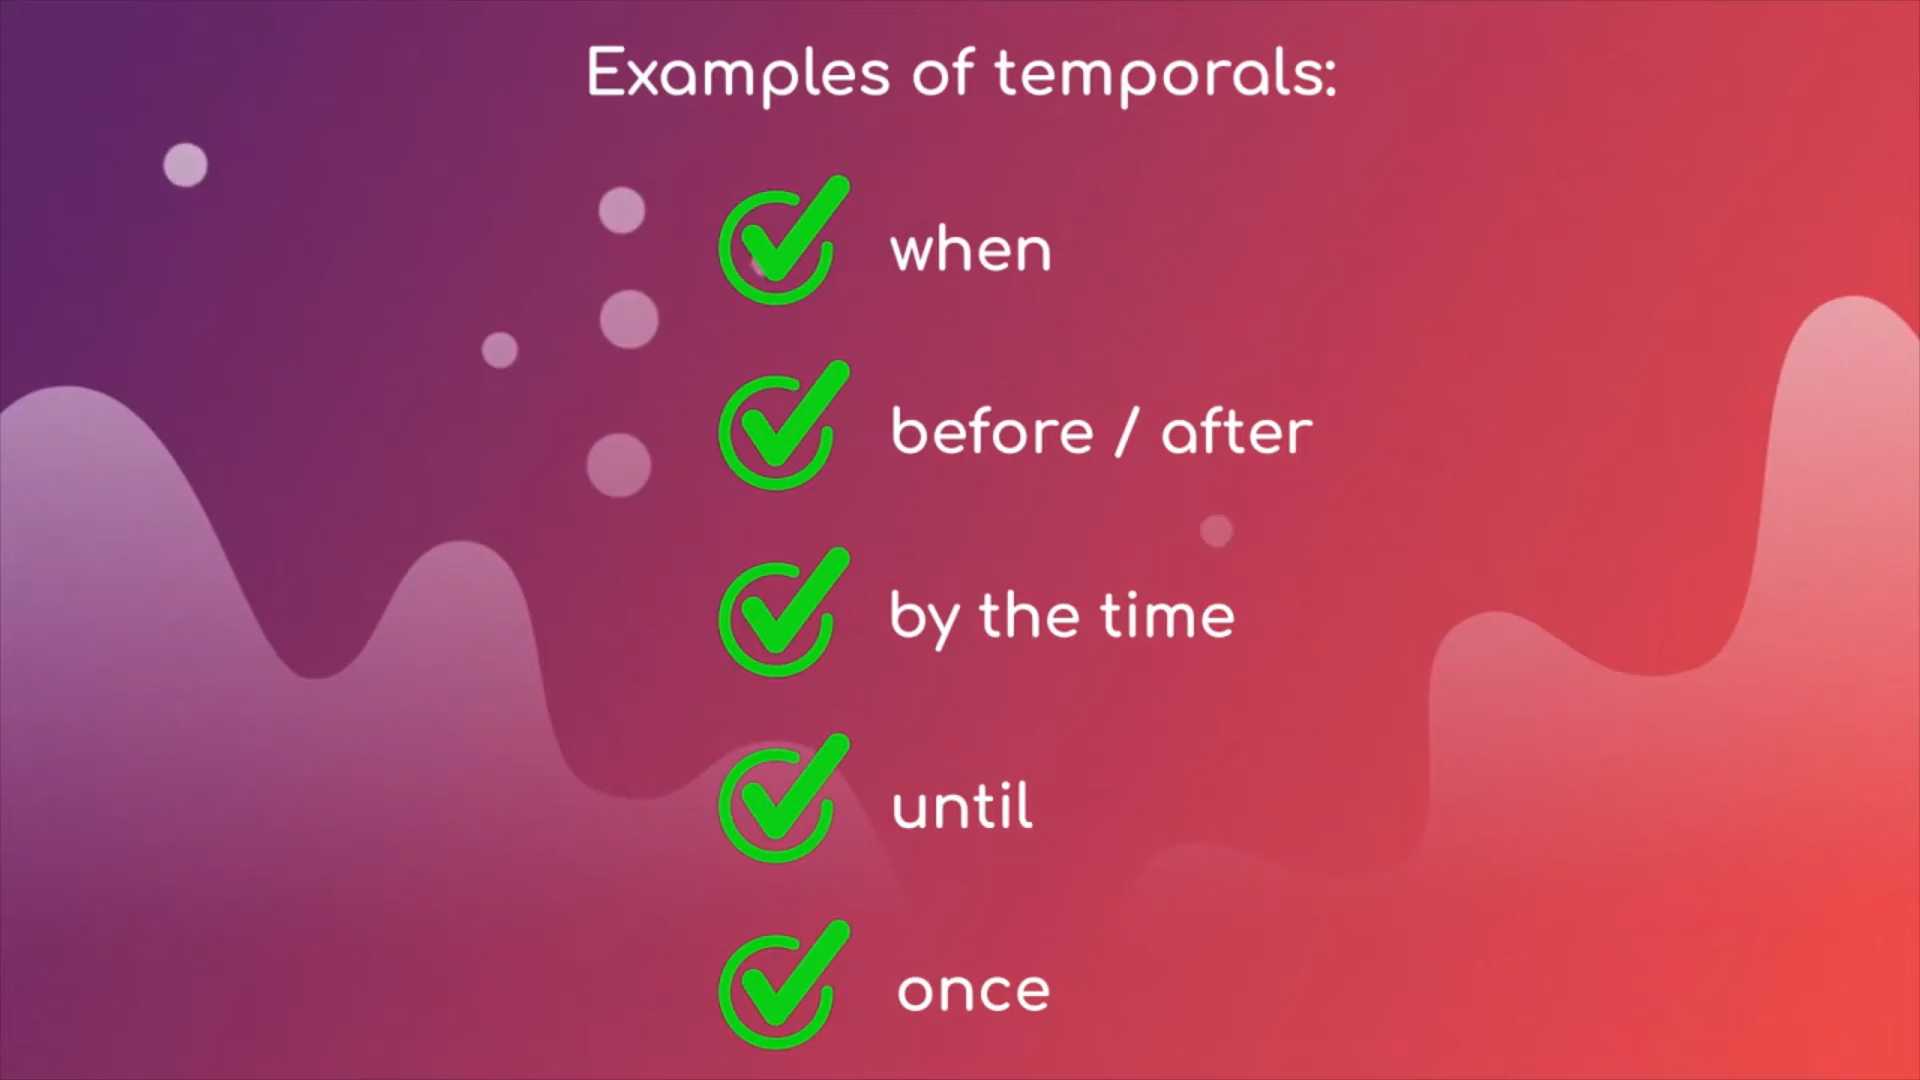 Examples of temporals:
when
before / after
by the time
until
once